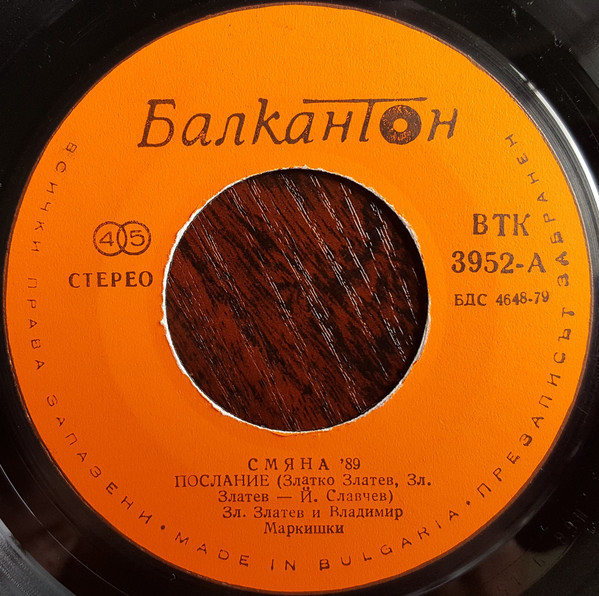 Балкантон
45
СТЕРЕО
ВТК
3952-А
БДС 4648-79
СМЯНА '89
ПОСЛАНИЕ (Златко Златев, Зл.
Златев — Й. Славчев)
Зл. Златев и Владимир
Маркишки
ВСИЧКИ ПРАВА ЗАПАЗЕНИ • MADE IN BULGARIA • ПРЕЗАПИСЪТ ЗАБРАНЕН